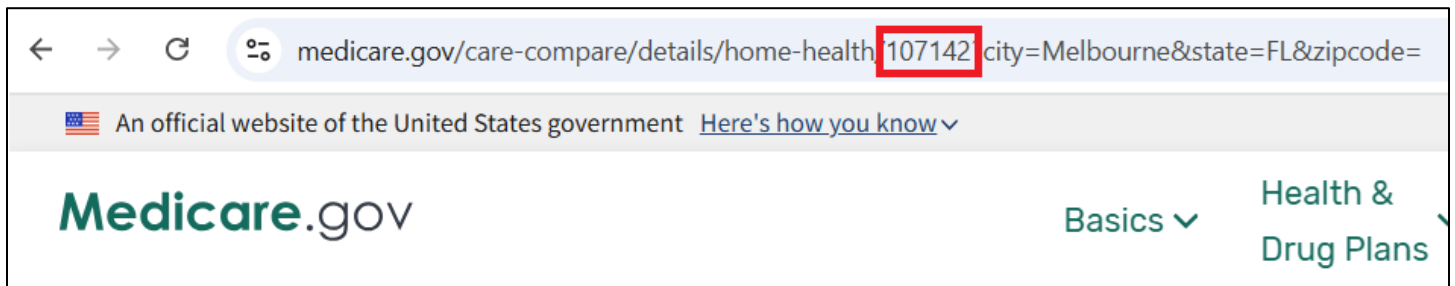 medicare.gov/care-compare/details/home-health/107142?city=Melbourne&state=FL&zipcode=
An official website of the United States government Here's how you know
Medicare.gov
Basics
Health &
Drug Plans